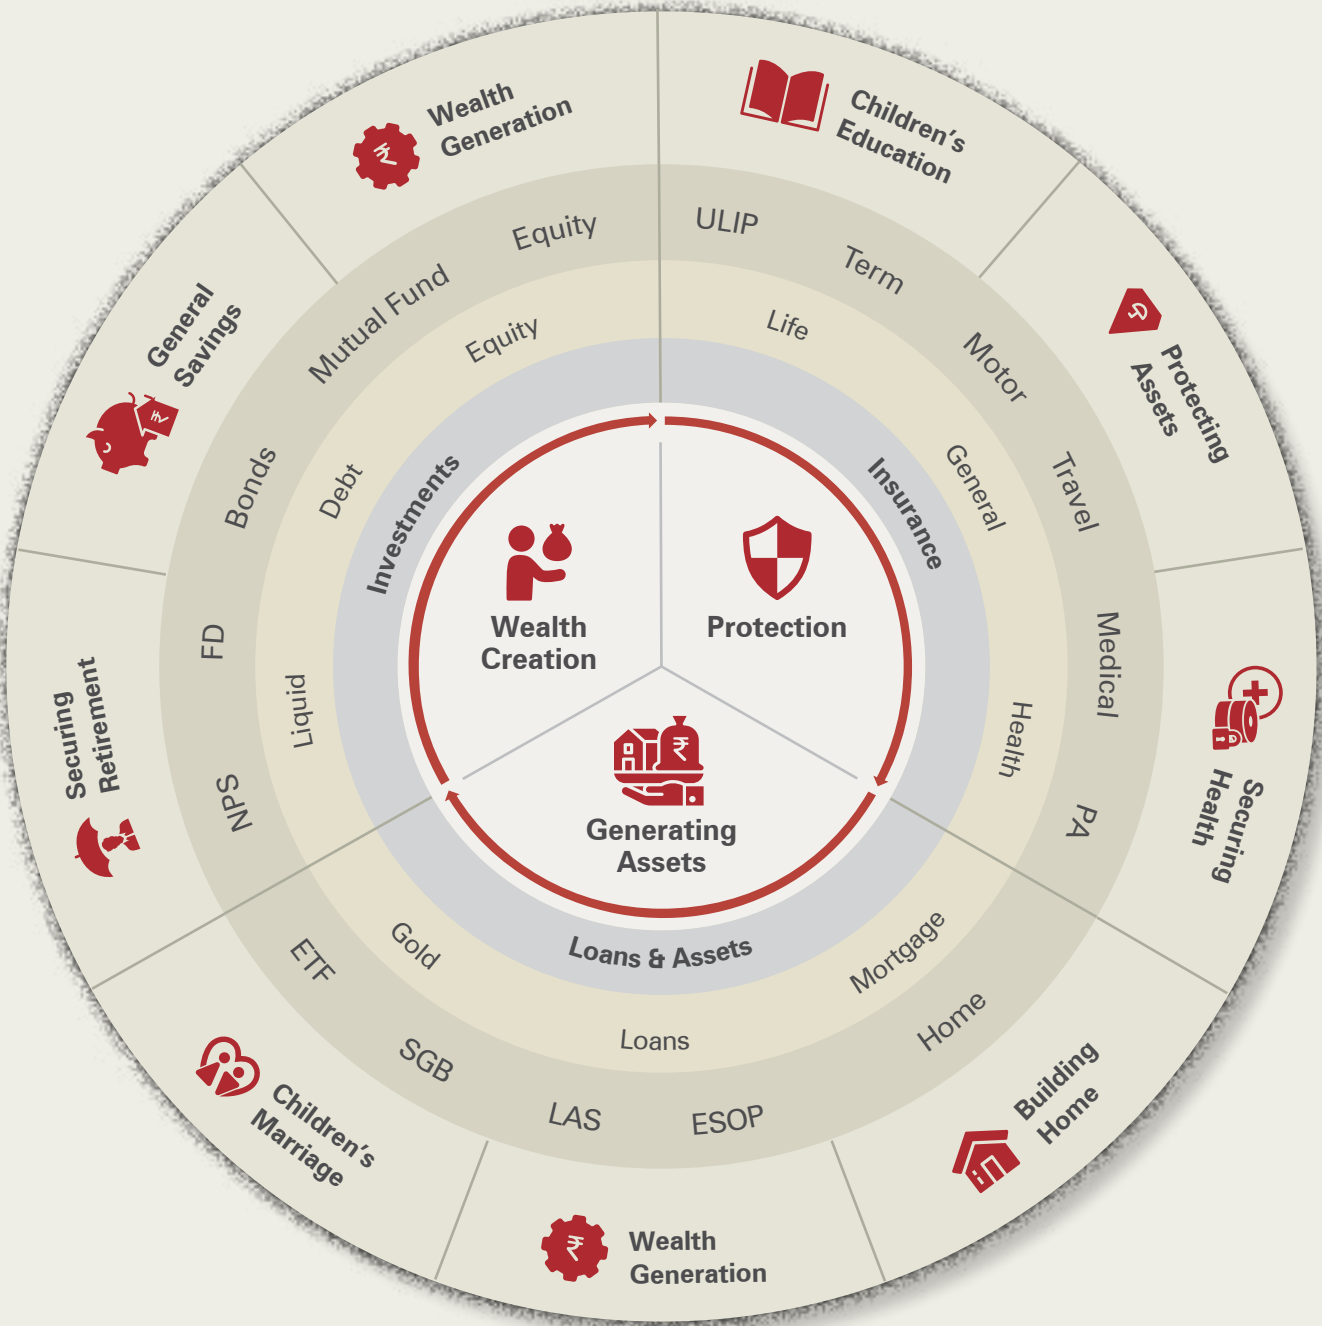 Wealth
Generation
Children's
Education
Protecting
Assets
Securing
Health
Building
Home
Wealth
Generation
Children's
Marriage
Securing
Retirement
General
Savings
Equity
ULIP
Term
Motor
Travel
Medical
PA
Home
ESOP
LAS
SGB
ETF
NPS
FD
Bonds
Mutual Fund
Equity
Life
General
Health
Mortgage
Loans
Gold
Liquid
Debt
Investments
Insurance
Loans & Assets
Wealth
Creation
Protection
₹
Generating
Assets
₹
₹
₹